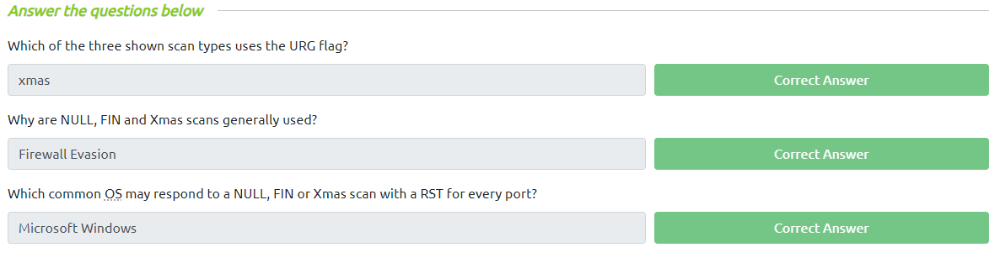 Answer the questions below
Which of the three shown scan types uses the URG flag?
xmas
Correct Answer
Why are NULL, FIN and Xmas scans generally used?
Firewall Evasion
Correct Answer
Which common OS may respond to a NULL, FIN or Xmas scan with a RST for every port?
Microsoft Windows
Correct Answer